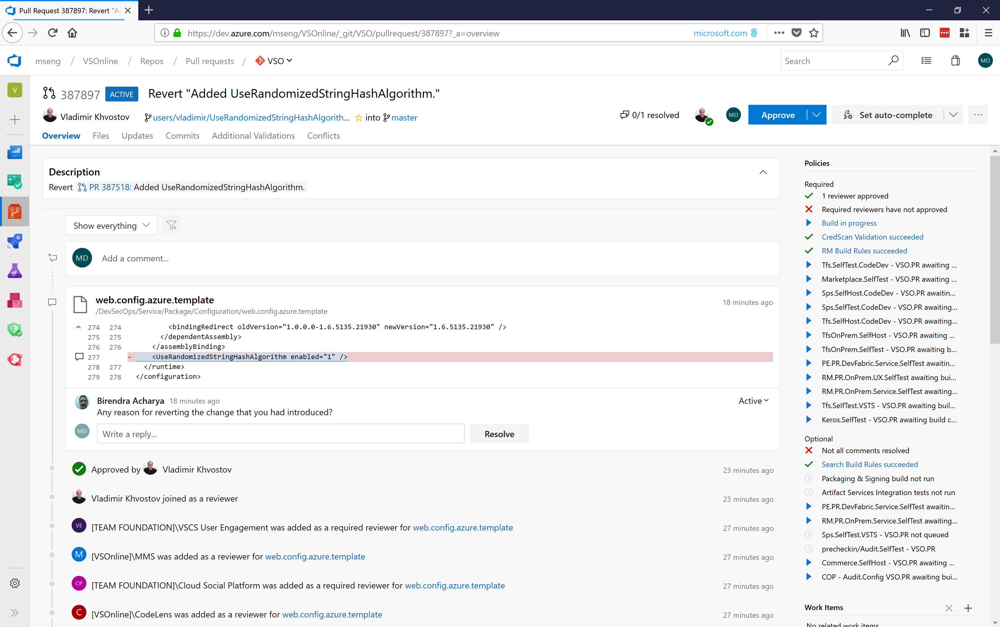 Pull Request 387897: Revert "Ad
https://dev.azure.com/mseng/VSOnline/_git/VSO/pullrequest/387897?_a=overview
microsoft.com
mseng / VSOnline / Repos / Pull requests / VSO
Search
MD
V
387897 ACTIVE Revert "Added UseRandomizedStringHashAlgorithm."
Vladimir Khvostov users/vladimir/UseRandomizedStringHashAlgorith... into master
0/1 resolved
MD
Approve
Set auto-complete
Overview Files Updates Commits Additional Validations Conflicts
Description
Revert PR 387518: Added UseRandomizedStringHashAlgorithm.
Show everything
MD
Add a comment...
web.config.azure.template
18 minutes ago
/DevSecOps/Service/Package/Configuration/web.config.azure.template
274 274 <bindingRedirect oldVersion="1.0.0.0-1.6.5135.21930" newVersion="1.6.5135.21930" />
275 275 </dependentAssembly>
276 276 </assemblyBinding>
277 - <UseRandomizedStringHashAlgorithm enabled="1" />
278 277 </runtime>
279 278 </configuration>
Birendra Acharya 18 minutes ago
Active
Any reason for reverting the change that you had introduced?
MD
Write a reply...
Resolve
Approved by Vladimir Khvostov
23 minutes ago
Vladimir Khvostov joined as a reviewer
23 minutes ago
VE [TEAM FOUNDATION]\VSCS User Engagement was added as a required reviewer for web.config.azure.template
27 minutes ago
M [VSOnline]\MMS was added as a reviewer for web.config.azure.template
27 minutes ago
CP [TEAM FOUNDATION]\Cloud Social Platform was added as a required reviewer for web.config.azure.template
27 minutes ago
C [VSOnline]\CodeLens was added as a reviewer for web.config.azure.template
27 minutes ago
Policies
Required
1 reviewer approved
Required reviewers have not approved
Build in progress
CredScan Validation succeeded
RM Build Rules succeeded
Tfs.SelfTest.CodeDev - VSO.PR awaiting ...
Marketplace.SelfTest - VSO.PR awaiting ...
Sps.SelfHost.CodeDev - VSO.PR awaitin...
Sps.SelfTest.CodeDev - VSO.PR awaiting...
Tfs.SelfHost.CodeDev - VSO.PR awaiting...
TfsOnPrem.SelfHost - VSO.PR awaiting ...
TfsOnPrem.SelfTest - VSO.PR awaiting b...
PE.PR.DevFabric.Service.SelfTest awaitin...
RM.PR.OnPrem.UX.SelfTest awaiting bui...
RM.PR.OnPrem.Service.SelfTest awaiting...
Tfs.SelfTest.VSTS - VSO.PR awaiting buil...
Keros.SelfTest - VSO.PR awaiting build c...
Optional
Not all comments resolved
Search Build Rules succeeded
Packaging & Signing build not run
Artifact Services Integration tests not run
PE.PR.DevFabric.Service.SelfTest awaitin...
RM.PR.OnPrem.Service.SelfTest awaiting...
Sps.SelfTest.VSTS - VSO.PR not queued
precheckin/Audit.SelfTest - VSO.PR
Commerce.SelfHost - VSO.PR awaiting ...
COP - Audit.Config VSO.PR awaiting bui...
Work Items
No related work items